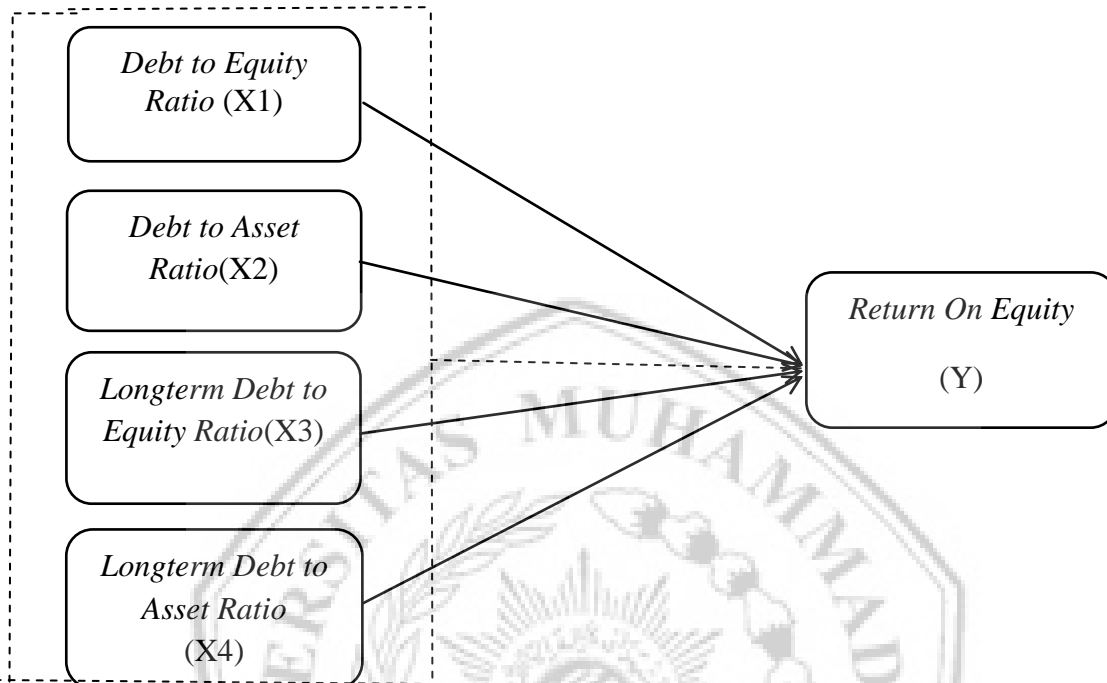 Debt to Equity
Ratio (X1)
Debt to Asset
Ratio(X2)
Longterm Debt to
Equity Ratio(X3)
Longterm Debt to
Asset Ratio
(X4)
Return On Equity
(Y)